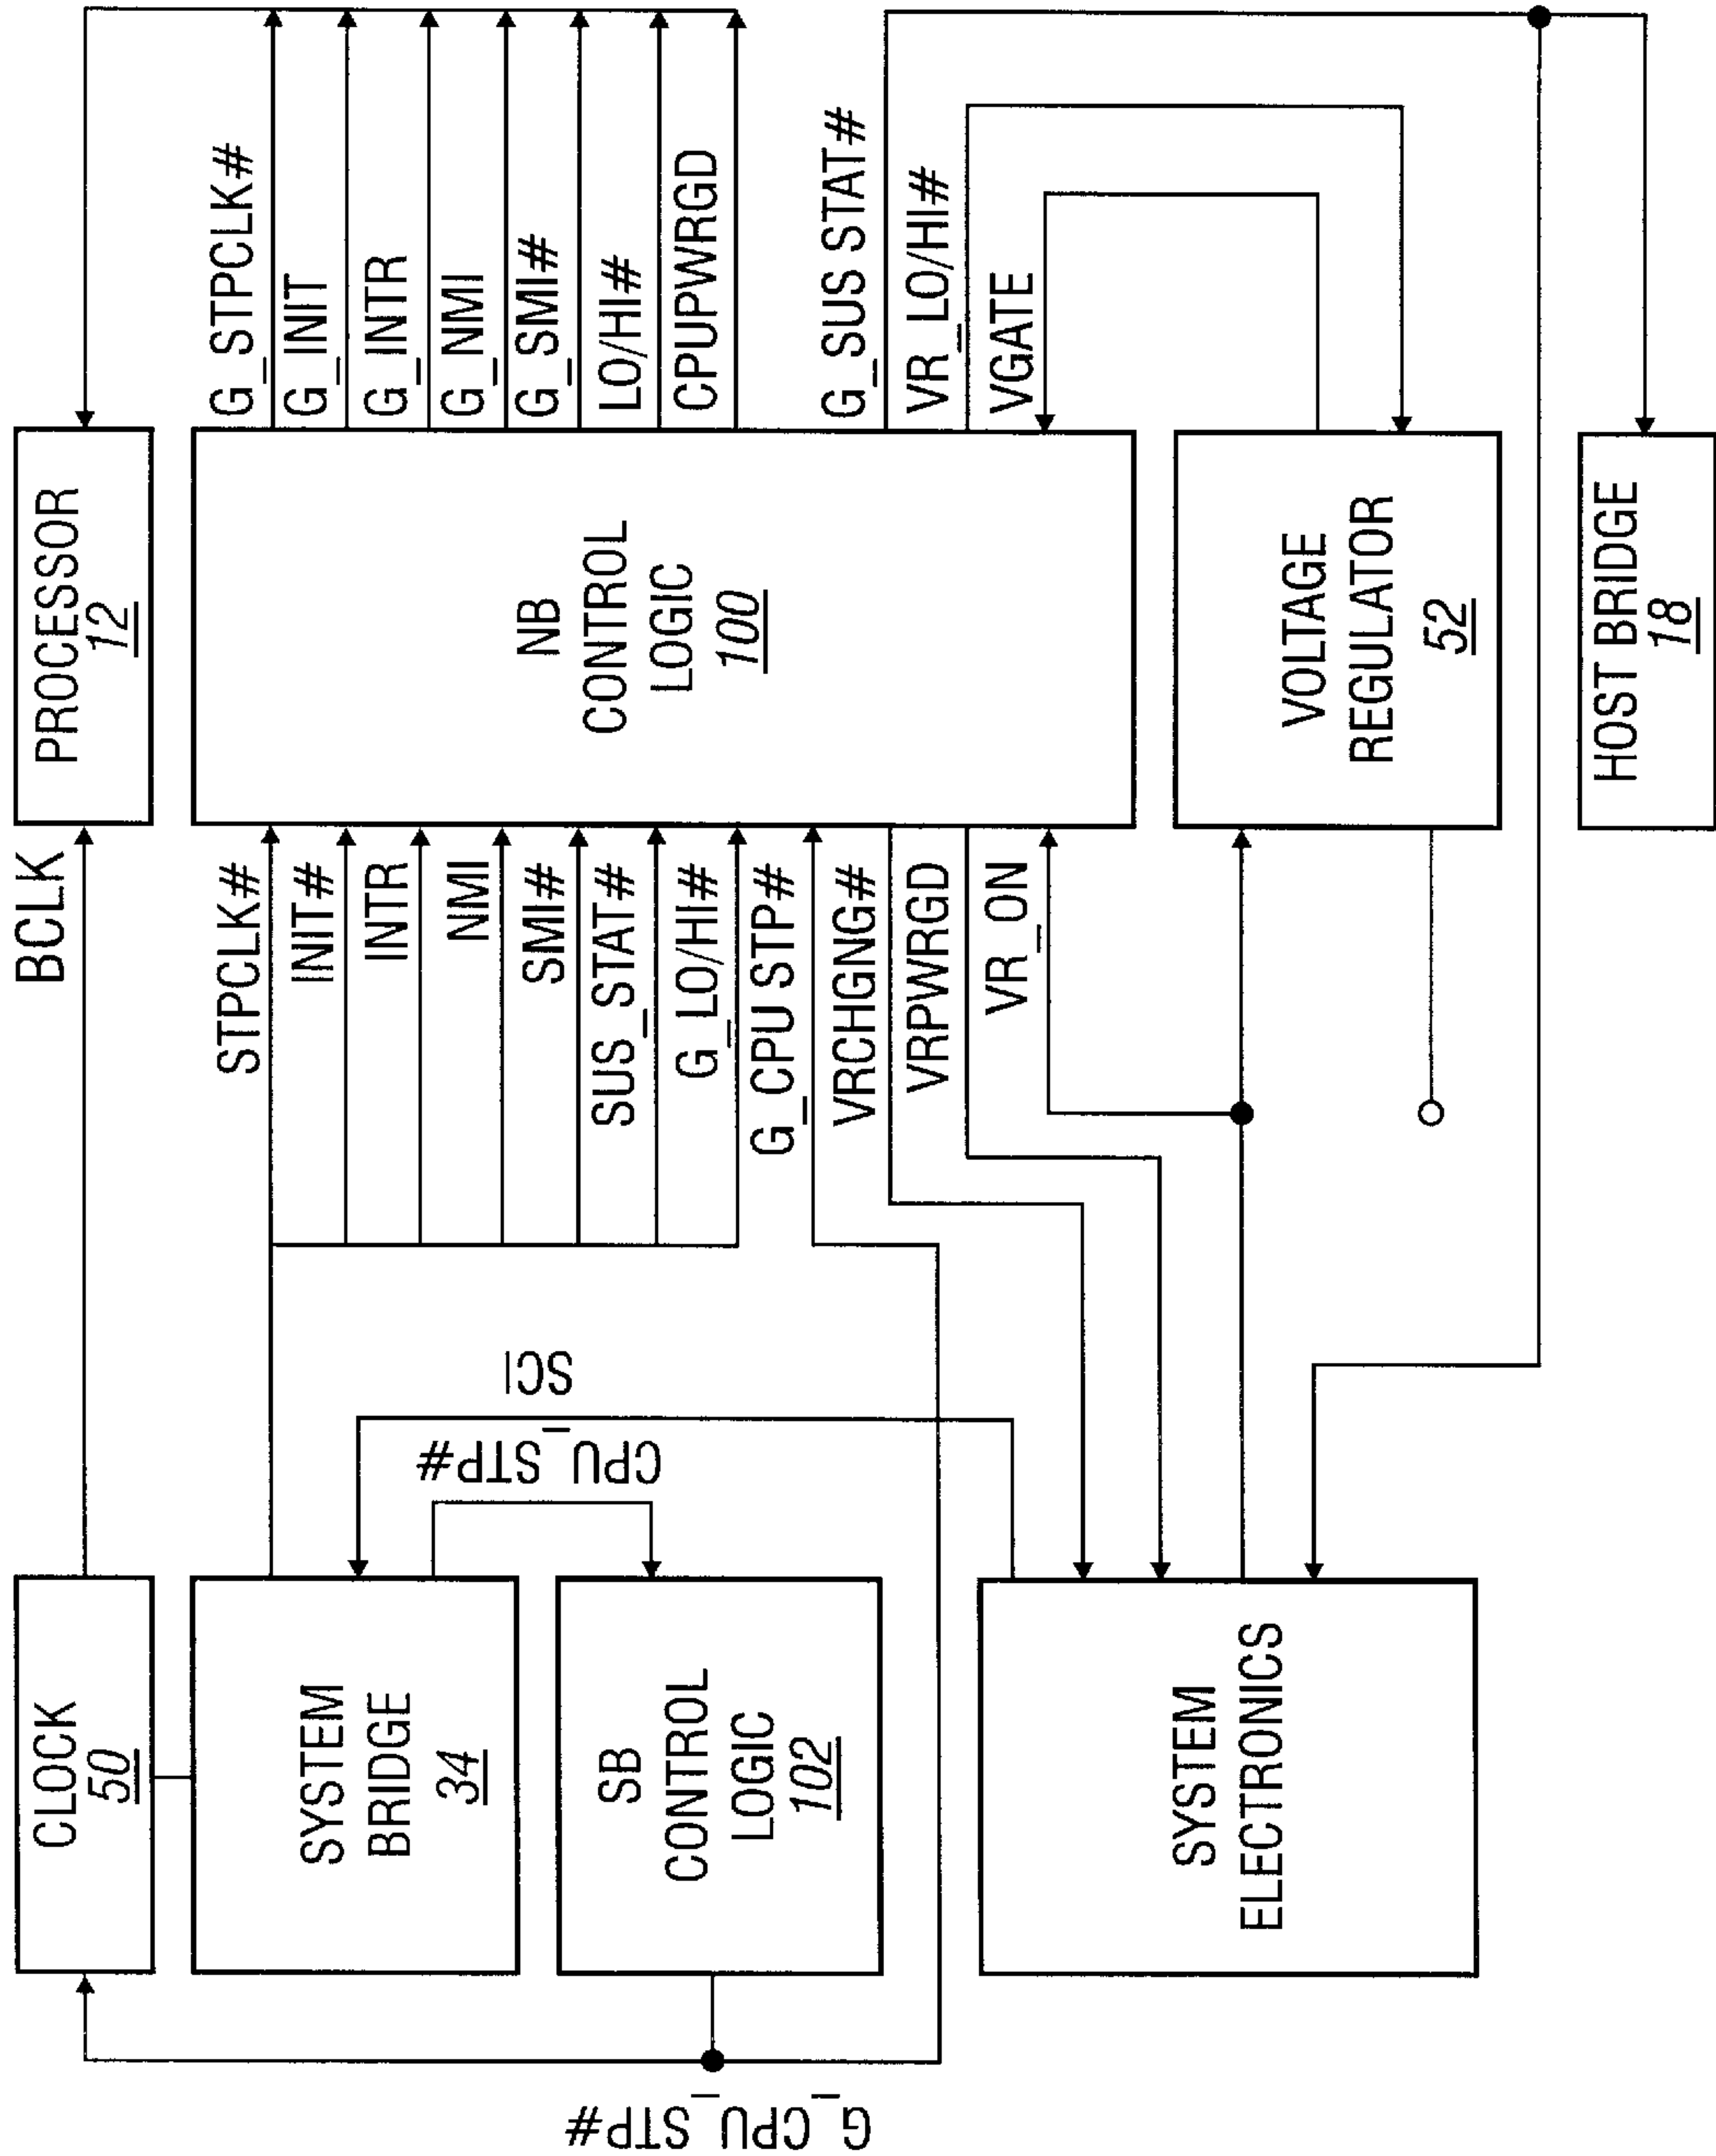 CLOCK
50
BCLK
PROCESSOR
12
SYSTEM
BRIDGE
34
SB
CONTROL
LOGIC
102
SYSTEM
ELECTRONICS
G_CPU_STP#
CPU_STP#
SCI
STPCLK#
INIT#
INTR
NMI
SMI#
SUS_STAT#
G_LO/HI#
G_CPU STP#
VRCHGNG#
VRPWRGD
VR_ON
NB
CONTROL
LOGIC
100
VOLTAGE
REGULATOR
52
HOST BRIDGE
18
G_STPCLK#
G_INIT
G_INTR
G_NMI
G_SMI#
LO/HI#
CPUPWRGD
G_SUS STAT#
VR_LO/HI#
VGATE